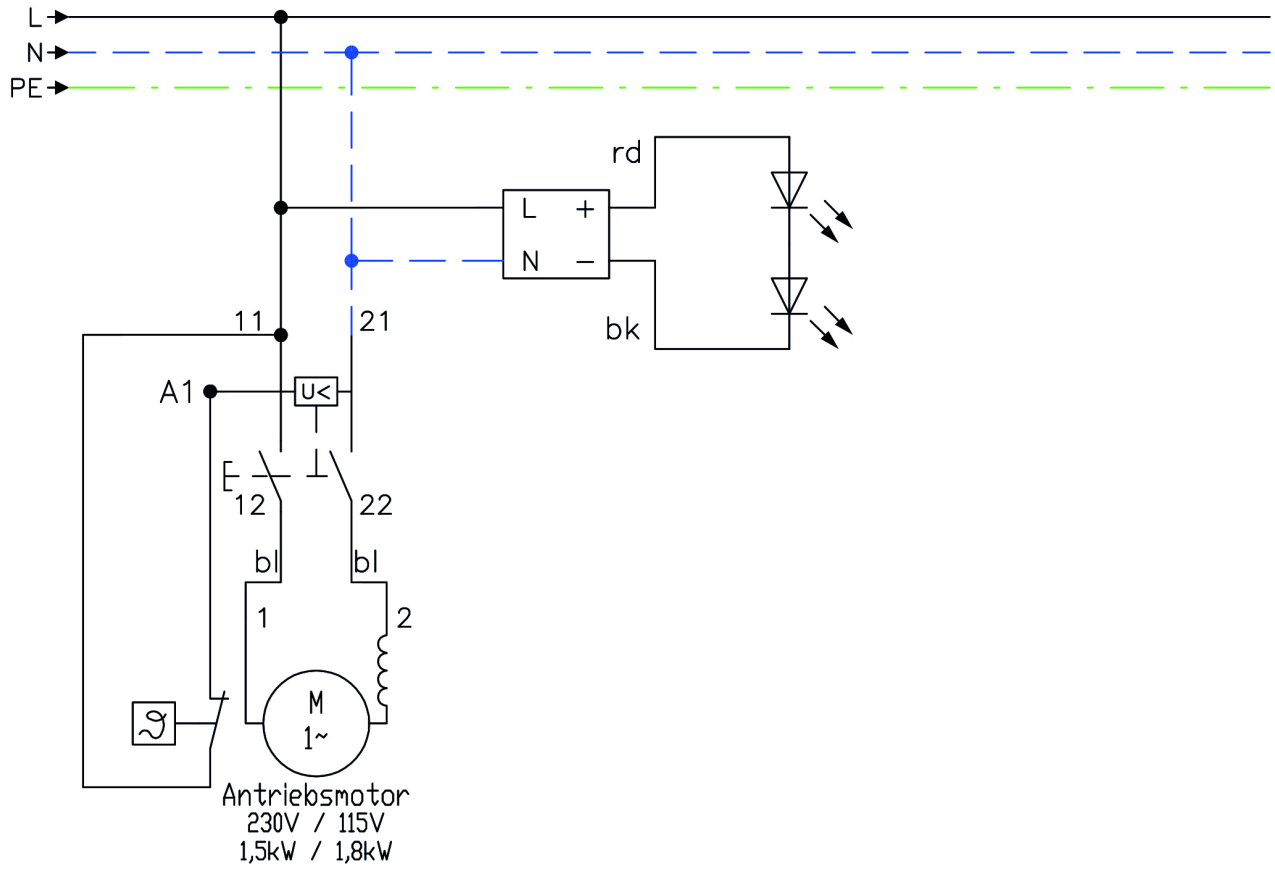 L
N
PE
rd
L +
N −
bk
11 21
A1 U<
12 22
bl bl
1 2
M
1~
ϑ
Antriebsmotor
230V / 115V
1,5kW / 1,8kW